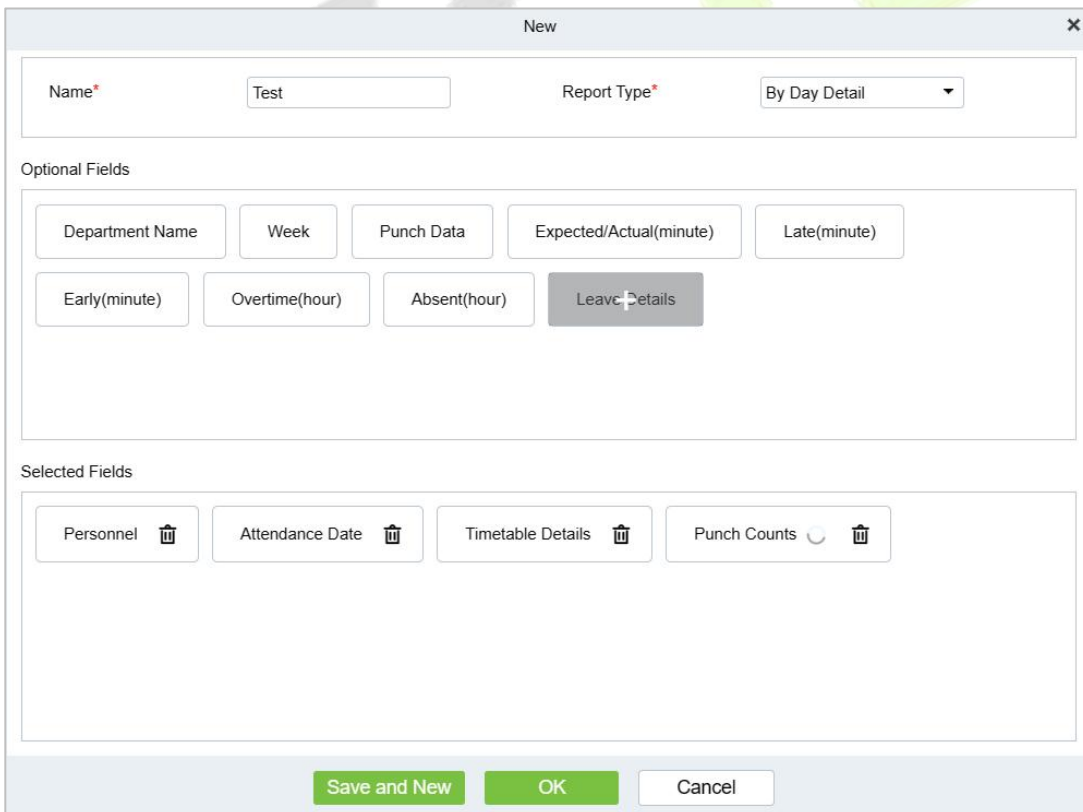 New
Name* Test Report Type* By Day Detail
Optional Fields
Department Name Week Punch Data Expected/Actual(minute) Late(minute)
Early(minute) Overtime(hour) Absent(hour) Leave Details
Selected Fields
Personnel Attendance Date Timetable Details Punch Counts
Save and New OK Cancel